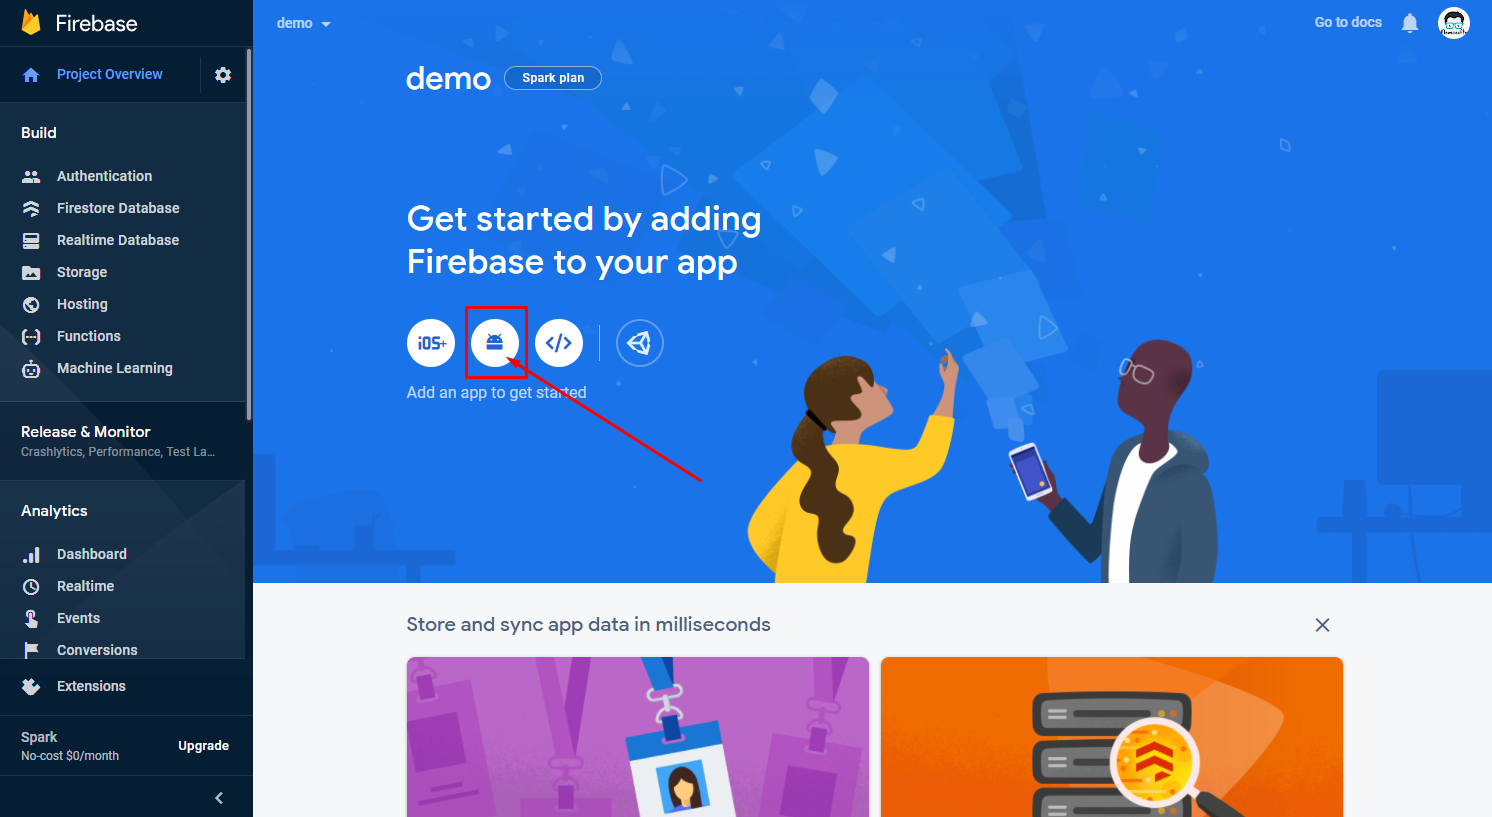 Firebase
demo
Go to docs
Project Overview
demo
Spark plan
Build
Authentication
Firestore Database
Realtime Database
Storage
Hosting
Functions
Machine Learning
Get started by adding
Firebase to your app
iOS+
</>
Add an app to get started
Release & Monitor
Crashlytics, Performance, Test La...
Analytics
Dashboard
Realtime
Events
Conversions
Extensions
Store and sync app data in milliseconds
Spark
No-cost $0/month
Upgrade